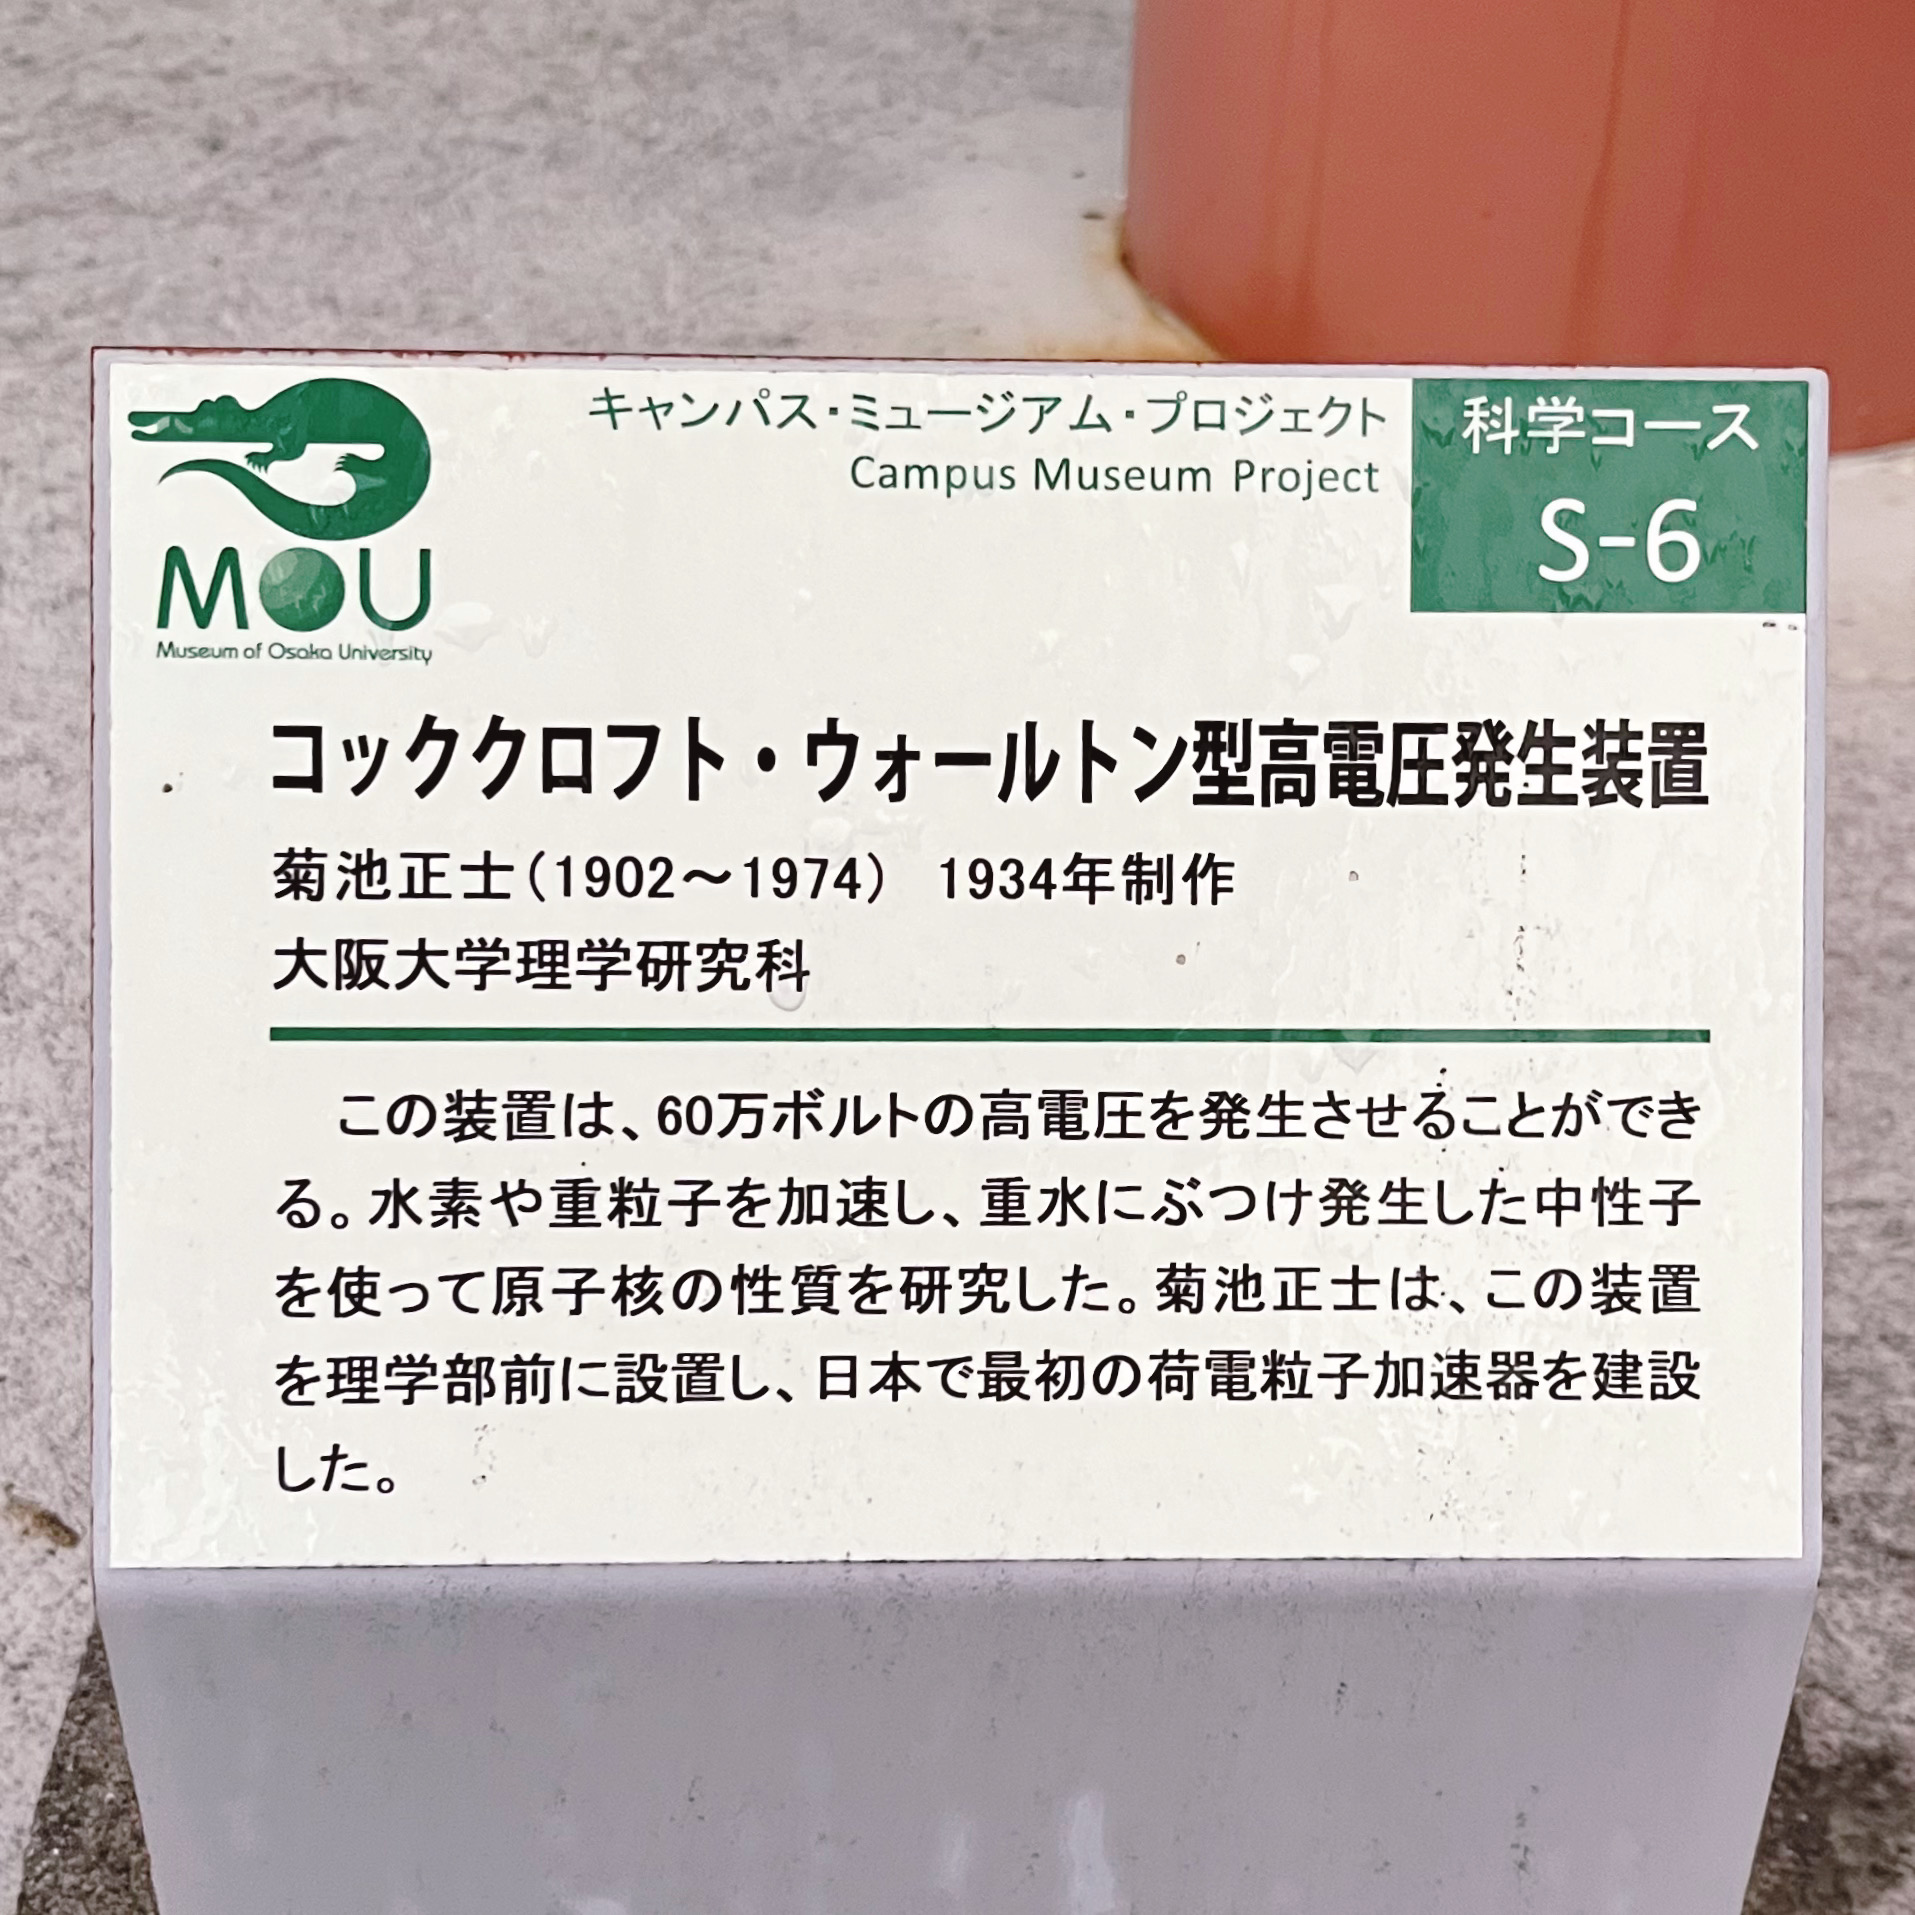 キャンパス・ミュージアム・プロジェクト
Campus Museum Project
科学コース
S-6
MOU
Museum of Osaka University
コッククロフト・ウォールトン型高電圧発生装置
菊池正士(1902～1974)　1934年制作
大阪大学理学研究科
この装置は、60万ボルトの高電圧を発生させることができ
る。水素や重粒子を加速し、重水にぶつけ発生した中性子
を使って原子核の性質を研究した。菊池正士は、この装置
を理学部前に設置し、日本で最初の荷電粒子加速器を建設
した。